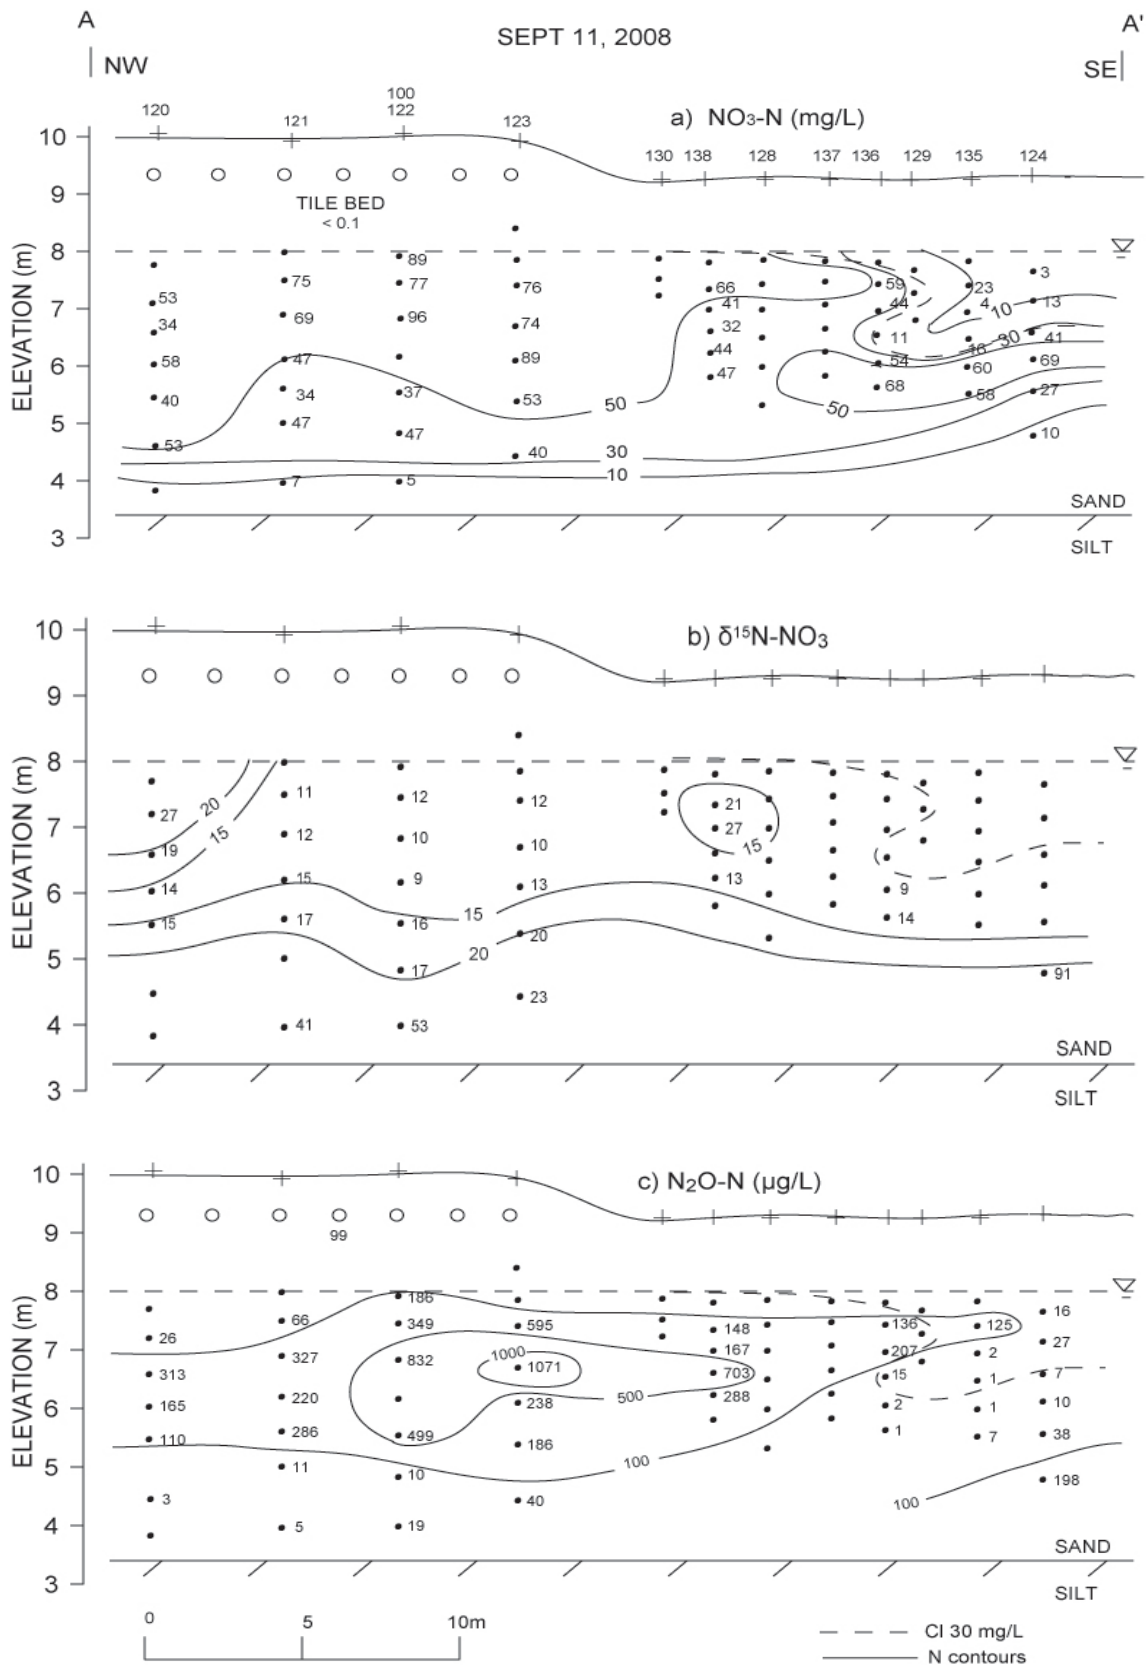 A
A'
SEPT 11, 2008
NW
SE
100
120 121 122 123
a) NO3-N (mg/L)
130 138 128 137 136 129 135 124
10
9
TILE BED
< 0.1
8
89 3
75 77 76 66 59 23
7
53 41 44 4 13
10
34 69 96 74 32 11 30 41
44 16
6
58 47 89 47 54 60 69
40 34 37 53 50 68 58 27
50
5
47 47 10
53 40 30
4
7 5 10
SAND
3
SILT
ELEVATION (m)
b) δ¹⁵N-NO₃
10
9
8
11 12 12 21
20
7
27 12 10 10 27
15 15
19
6
14 15 9 13 13 9
15 17 16 15 20 14
5
20
17 91
23
4
41 53
SAND
3
SILT
ELEVATION (m)
c) N₂O-N (µg/L)
10
9
99
8
186 16
66 349 595 148 136 125
7
26 327 1000 167 207 2 27
313 832 1071 703 15 1 7
6
165 220 238 500 288 2 1 10
110 286 499 186 1 7 38
5
11 10 100 198
3 40 100
4
5 19
SAND
3
SILT
ELEVATION (m)
0 5 10m
Cl 30 mg/L
N contours